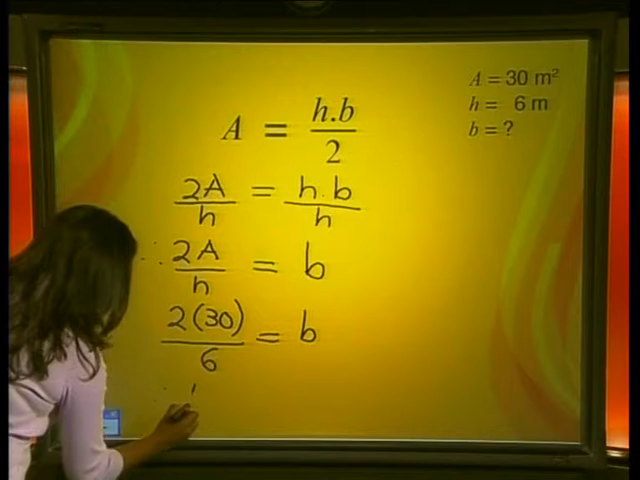 A = 30 m²
h = 6 m
b = ?
A = h.b / 2
2A / h = h.b / h
∴ 2A / h = b
2(30) / 6 = b